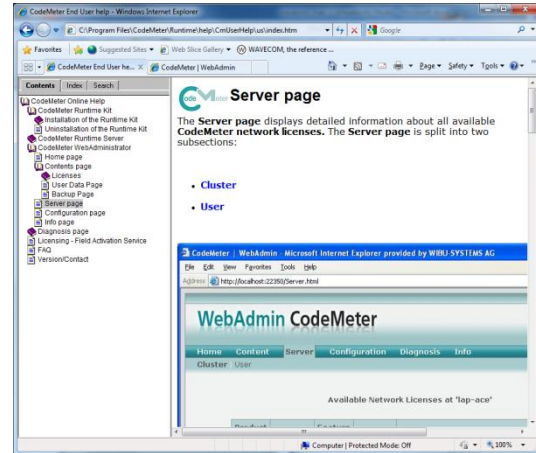 CodeMeter End User help - Windows Internet Explorer
C:\Program Files\CodeMeter\Runtime\help\CmUserHelp\us\index.htm
Google
Favorites
Suggested Sites
Web Slice Gallery
WAVECOM, the reference ...
CodeMeter End User he...
CodeMeter | WebAdmin
Page
Safety
Tools
Contents Index Search
CodeMeter Online Help
CodeMeter Runtime Kit
Installation of the Runtime Kit
Uninstallation of the Runtime Kit
CodeMeter Runtime Server
CodeMeter WebAdministrator
Home page
Contents page
Licenses
User Data Page
Backup Page
Server page
Configuration page
Info page
Diagnosis page
Licensing - Field Activation Service
FAQ
Version/Contact
Code Meter Server page
The Server page displays detailed information about all available
CodeMeter network licenses. The Server page is split into two
subsections:
• Cluster
• User
CodeMeter | WebAdmin - Microsoft Internet Explorer provided by WIBU-SYSTEMS AG
File Edit View Favorites Tools Help
Address http://localhost:22350/Server.html
WebAdmin CodeMeter
Home Content Server Configuration Diagnosis Info
Cluster User
Available Network Licenses at 'lap-ace'
Computer | Protected Mode: Off
100%